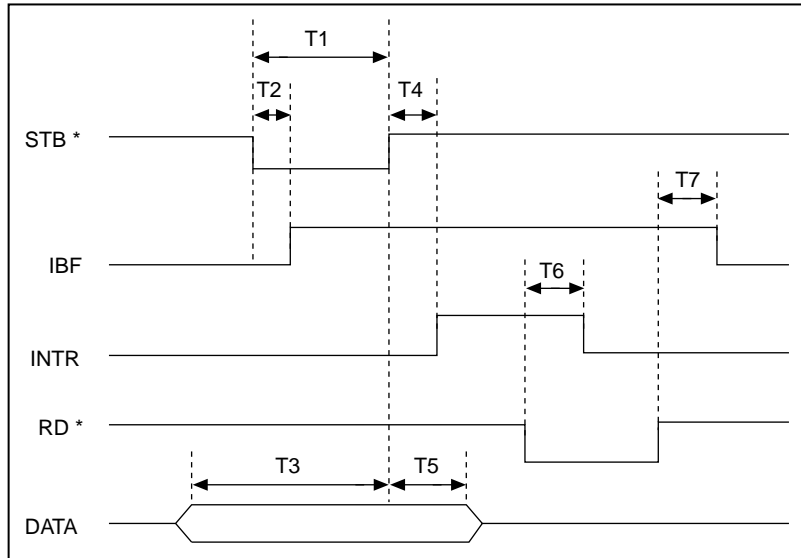 T1
T2
T4
STB *
T7
IBF
T6
INTR
RD *
T3
T5
DATA